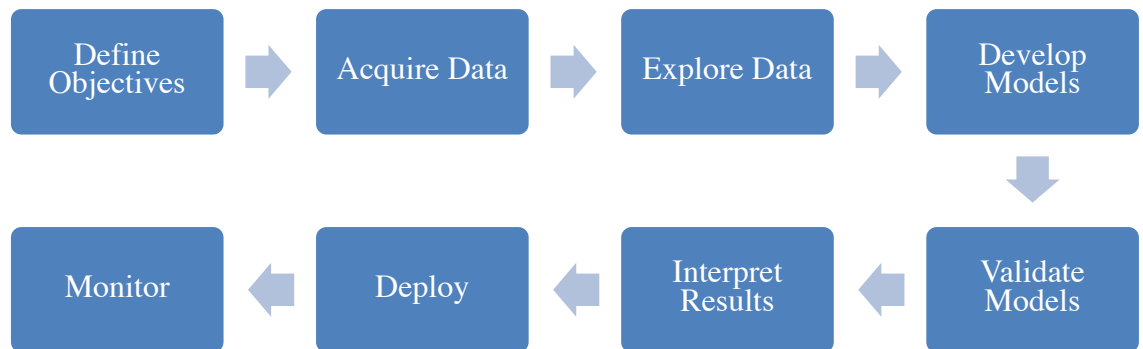 Define
Objectives
Acquire Data
Explore Data
Develop
Models
Validate
Models
Interpret
Results
Deploy
Monitor